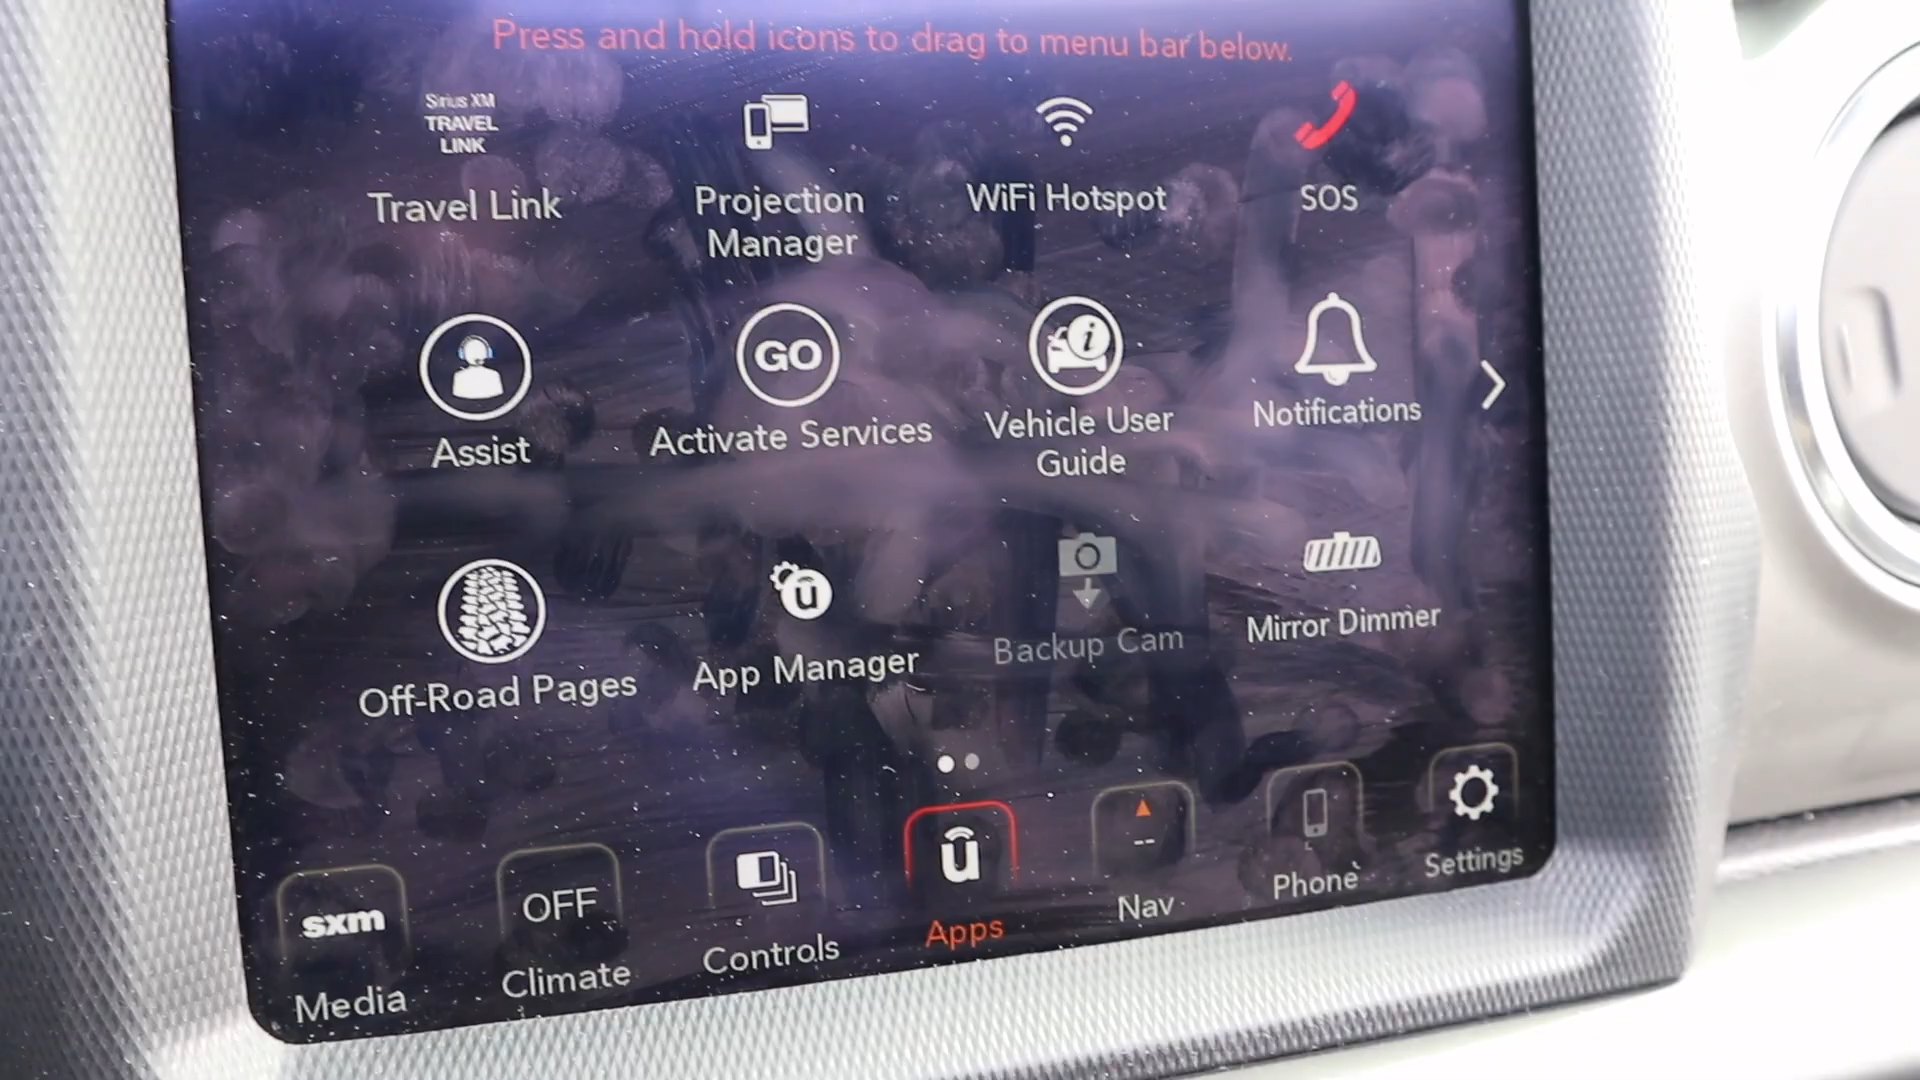 Press and hold icons to drag to menu bar below.
Sirius XM
TRAVEL
LINK
Travel Link
Projection
Manager
WiFi Hotspot
SOS
Assist
GO
Activate Services
i
Vehicle User
Guide
Notifications
Off-Road Pages
u
App Manager
Backup Cam
Mirror Dimmer
sxm
Media
OFF
Climate
Controls
u
Apps
--
Nav
Phone
Settings